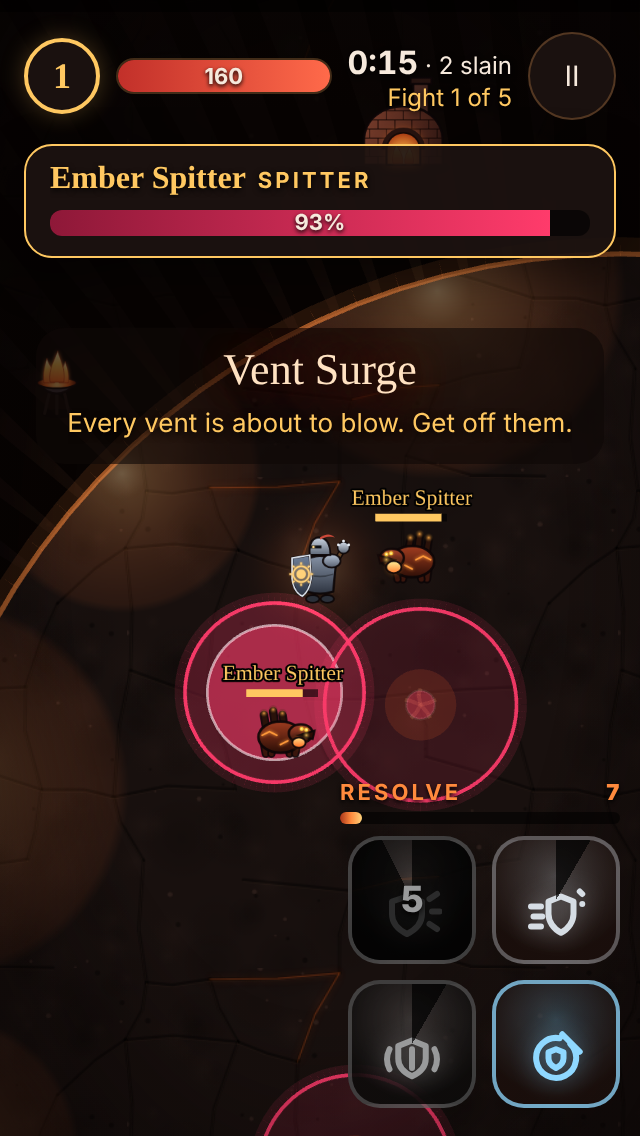 1
160
0:15 · 2 slain
Fight 1 of 5
Ember Spitter SPITTER
93%
Vent Surge
Every vent is about to blow. Get off them.
Ember Spitter
Ember Spitter
RESOLVE 7
5